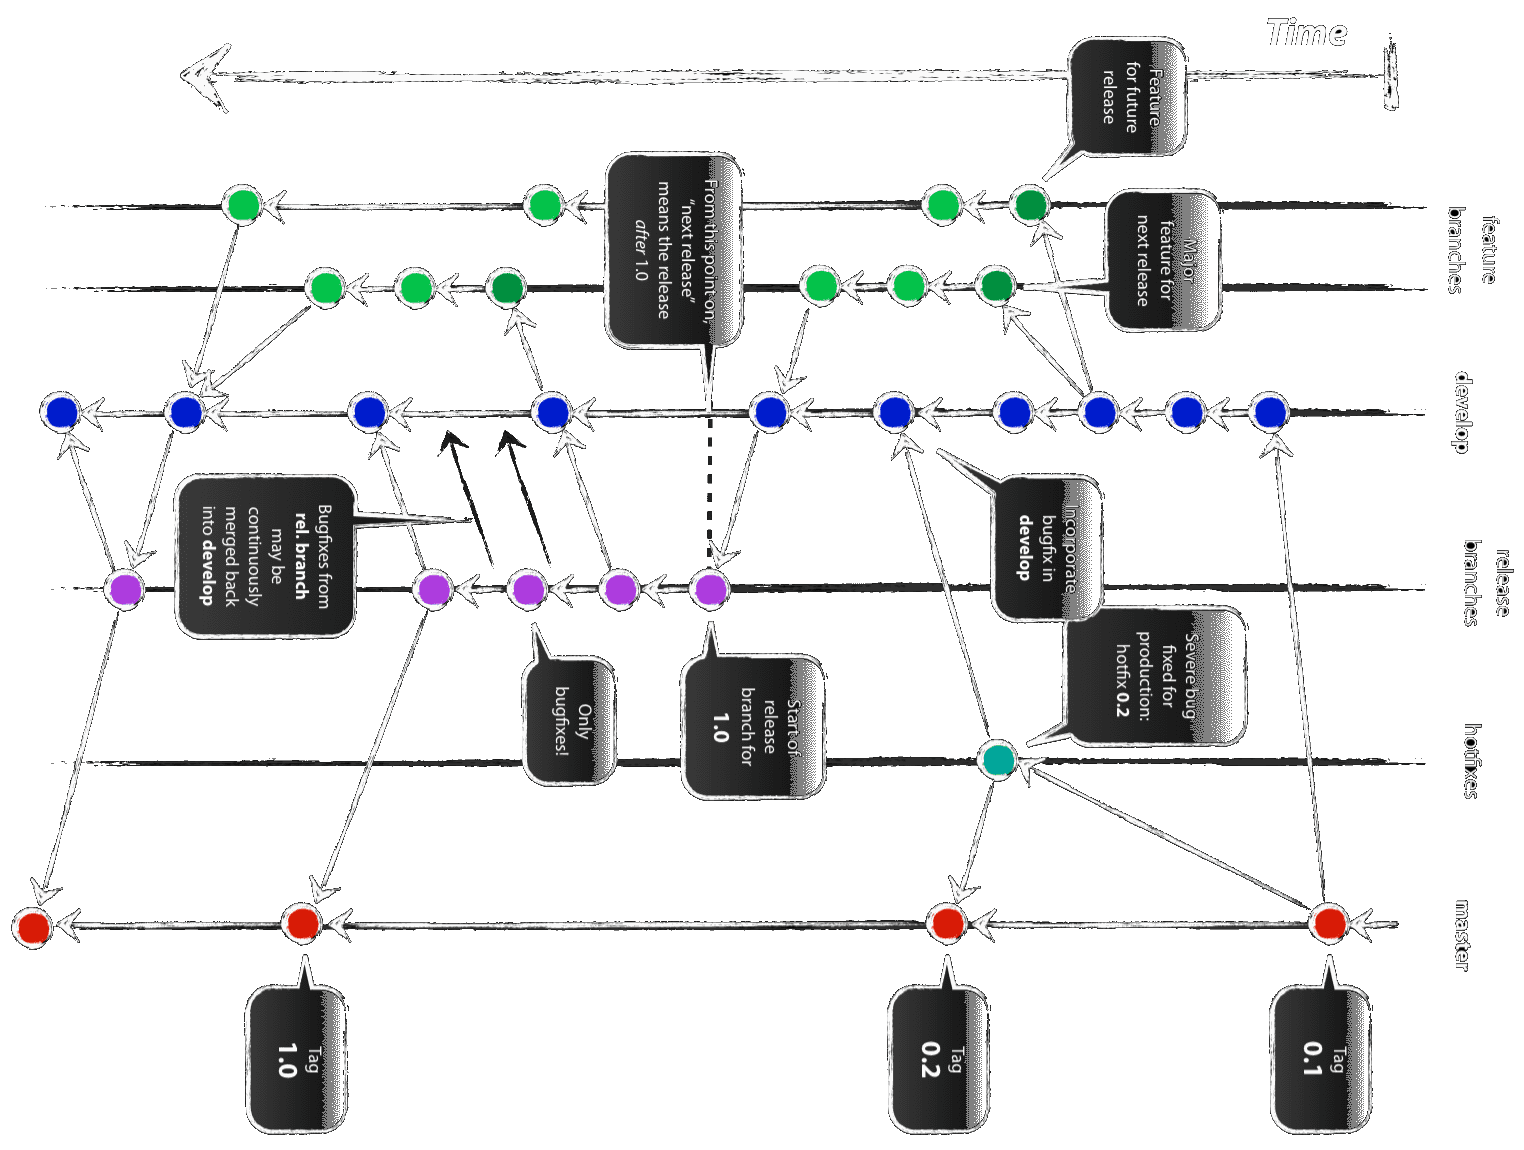 Time
feature
branches
develop
release
branches
hotfixes
master
Feature
for future
release
Major
feature for
next release
From this point on,
“next release”
means the release
after 1.0
Incorporate
bugfix in
develop
Severe bug
fixed for
production:
hotfix 0.2
Bugfixes from
rel. branch
may be
continuously
merged back
into develop
Only
bugfixes!
Start of
release
branch for
1.0
Tag
0.1
Tag
0.2
Tag
1.0